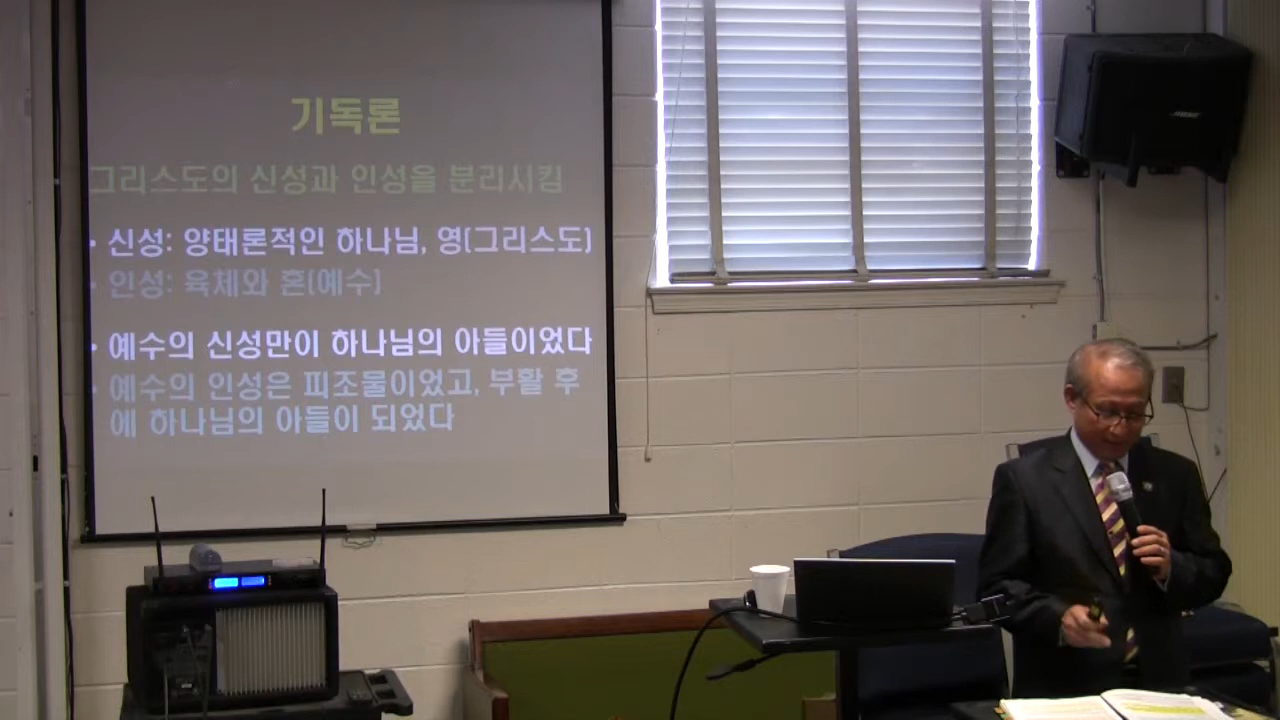 기독론
그리스도의 신성과 인성을 분리시킴
• 신성: 양태론적인 하나님, 영(그리스도)
• 인성: 육체와 혼(예수)
• 예수의 신성만이 하나님의 아들이었다
• 예수의 인성은 피조물이었고, 부활 후
에 하나님의 아들이 되었다
BOSE